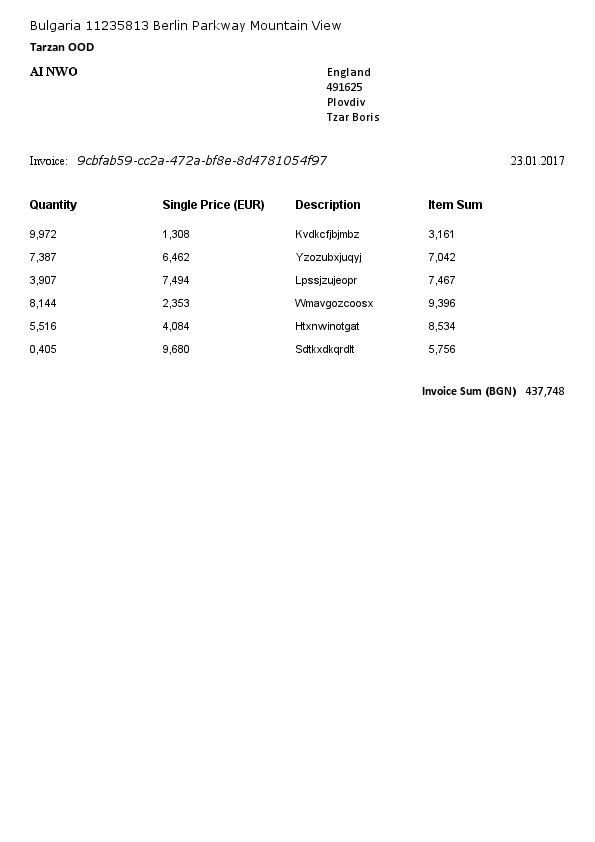 Bulgaria 11235813 Berlin Parkway Mountain View
Tarzan OOD
AI NWO
England
491625
Plovdiv
Tzar Boris
Invoice: 9cbfab59-cc2a-472a-bf8e-8d4781054f97 23.01.2017
Quantity Single Price (EUR) Description Item Sum
9,972 1,308 Kvdkcfjbjmbz 3,161
7,387 6,462 Yzozubxjuqyj 7,042
3,907 7,494 Lpssjzujeopr 7,467
8,144 2,353 Wmavgozcoosx 9,396
5,516 4,084 Htxnwinotgat 8,534
0,405 9,680 Sdtkxdkqrdlt 5,756
Invoice Sum (BGN) 437,748